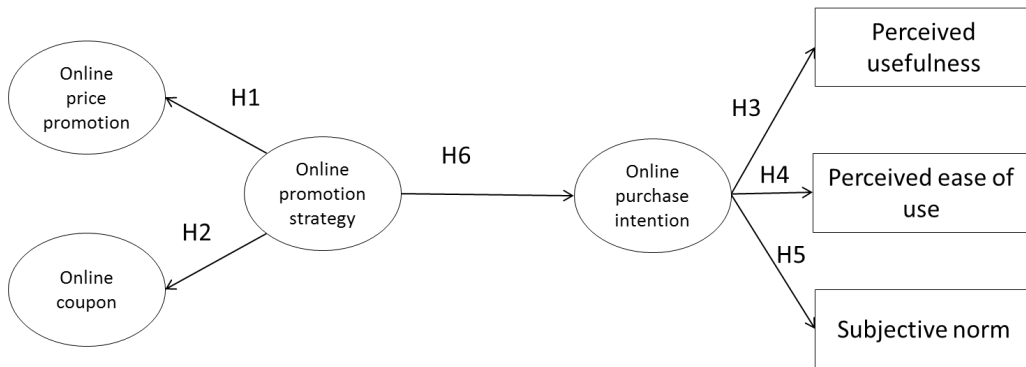 Online
price
promotion
H1
Online
promotion
strategy
H2
Online
coupon
H6
Online
purchase
intention
H3
H4
H5
Perceived
usefulness
Perceived ease of
use
Subjective norm